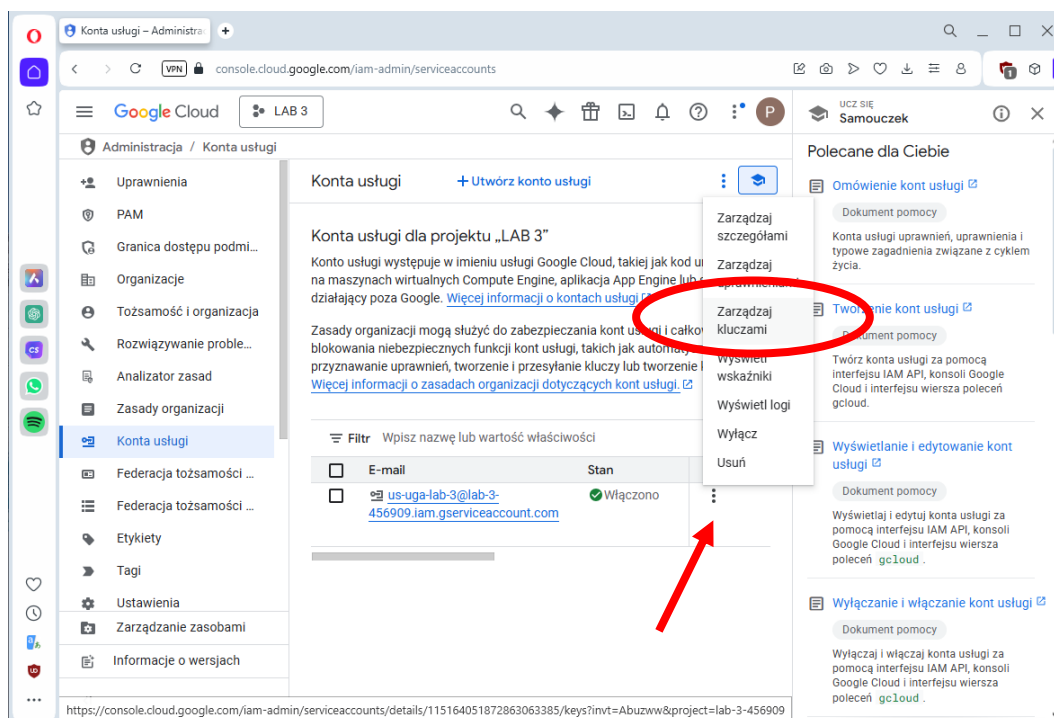 Konta usługi – Administra
VPN
console.cloud.google.com/iam-admin/serviceaccounts
1
Google Cloud
LAB 3
P
UCZ SIĘ
Samouczek
Administracja / Konta usługi
Uprawnienia
PAM
Granica dostępu podmi...
Organizacje
Tożsamość i organizacja
Rozwiązywanie proble...
Analizator zasad
Zasady organizacji
Konta usługi
Federacja tożsamości ...
Federacja tożsamości ...
Etykiety
Tagi
Ustawienia
Zarządzanie zasobami
Informacje o wersjach
Konta usługi
+ Utwórz konto usługi
Konta usługi dla projektu „LAB 3”
Konto usługi występuje w imieniu usługi Google Cloud, takiej jak kod
na maszynach wirtualnych Compute Engine, aplikacja App Engine lub
działający poza Google. Więcej informacji o kontach usługi
Zasady organizacji mogą służyć do zabezpieczania kont usługi i
blokowania niebezpiecznych funkcji kont usługi, takich jak
przyznawanie uprawnień, tworzenie i przesyłanie kluczy lub tworzenie
Więcej informacji o zasadach organizacji dotyczących kont usługi.
Filtr Wpisz nazwę lub wartość właściwości
E-mail Stan
us-uga-lab-3@lab-3-
456909.iam.gserviceaccount.com
Włączono
Zarządzaj
szczegółami
Zarządzaj
Zarządzaj
kluczami
Wyświetl
wskaźniki
Wyświetl logi
Wyłącz
Usuń
Polecane dla Ciebie
Omówienie kont usługi
Dokument pomocy
Konta usługi uprawnień, uprawnienia i
typowe zagadnienia związane z cyklem
życia.
Tworzenie kont usługi
Dokument pomocy
Twórz konta usługi za pomocą
interfejsu IAM API, konsoli Google
Cloud i interfejsu wiersza poleceń
gcloud.
Wyświetlanie i edytowanie kont
usługi
Dokument pomocy
Wyświetlaj i edytuj konta usługi za
pomocą interfejsu IAM API, konsoli
Google Cloud i interfejsu wiersza
poleceń gcloud .
Wyłączanie i włączanie kont usługi
Dokument pomocy
Wyłączaj i włączaj konta usługi za
pomocą interfejsu IAM API, konsoli
Google Cloud i interfejsu wiersza
poleceń gcloud .
https://console.cloud.google.com/iam-admin/serviceaccounts/details/115164051872863063385/keys?invt=Abuzww&project=lab-3-456909